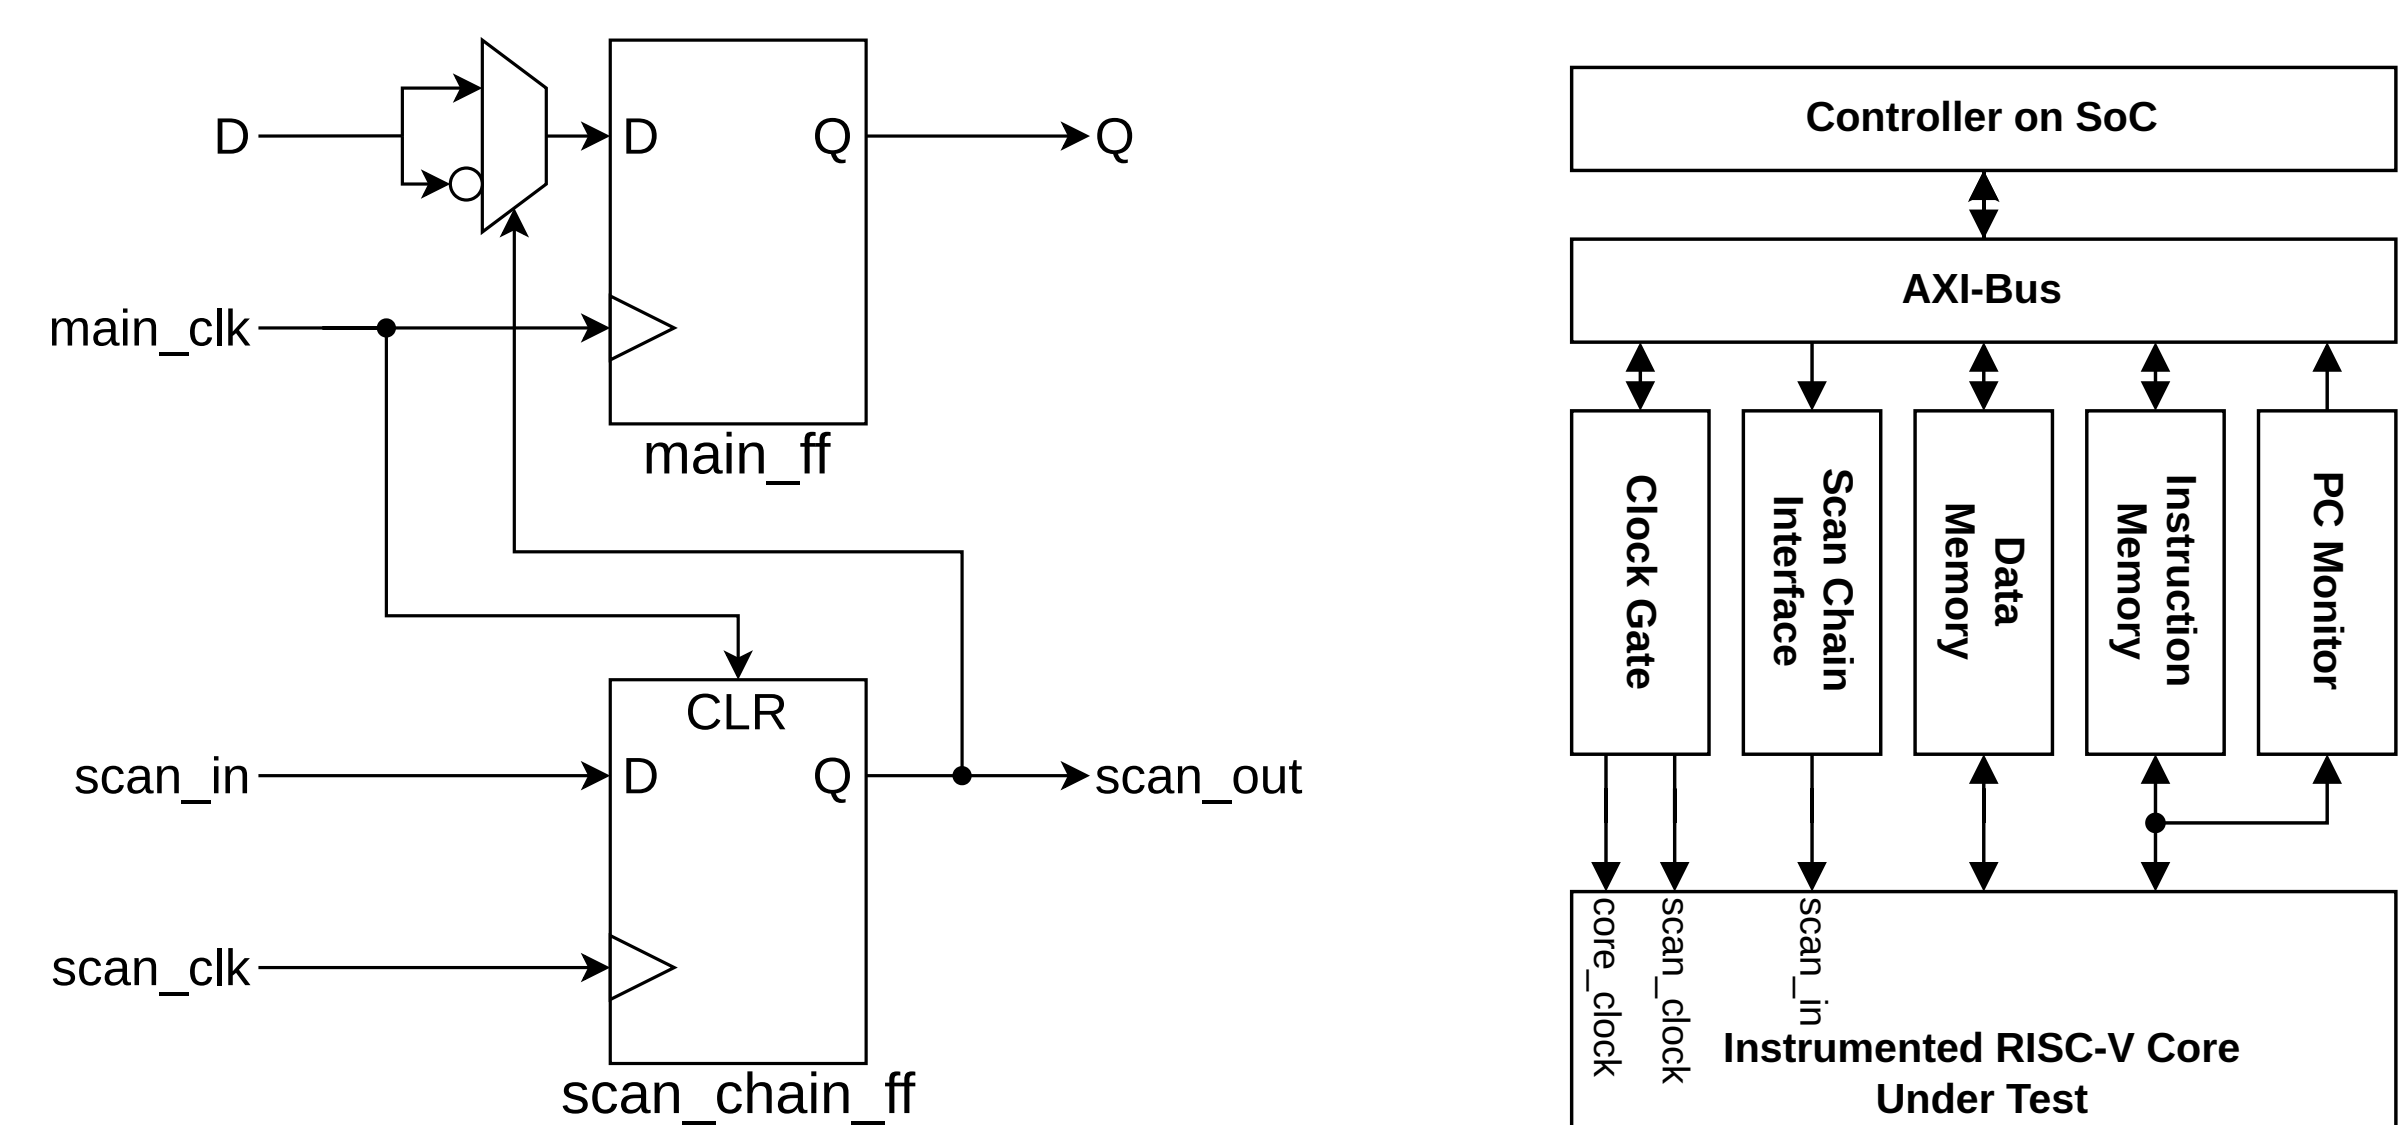 D
D
Q
Q
main_clk
main_ff
CLR
scan_in
D
Q
scan_out
scan_clk
scan_chain_ff
Controller on SoC
AXI-Bus
Clock Gate
Scan Chain
Interface
Data
Memory
Instruction
Memory
PC Monitor
core_clock
scan_clock
scan_in
Instrumented RISC-V Core
Under Test